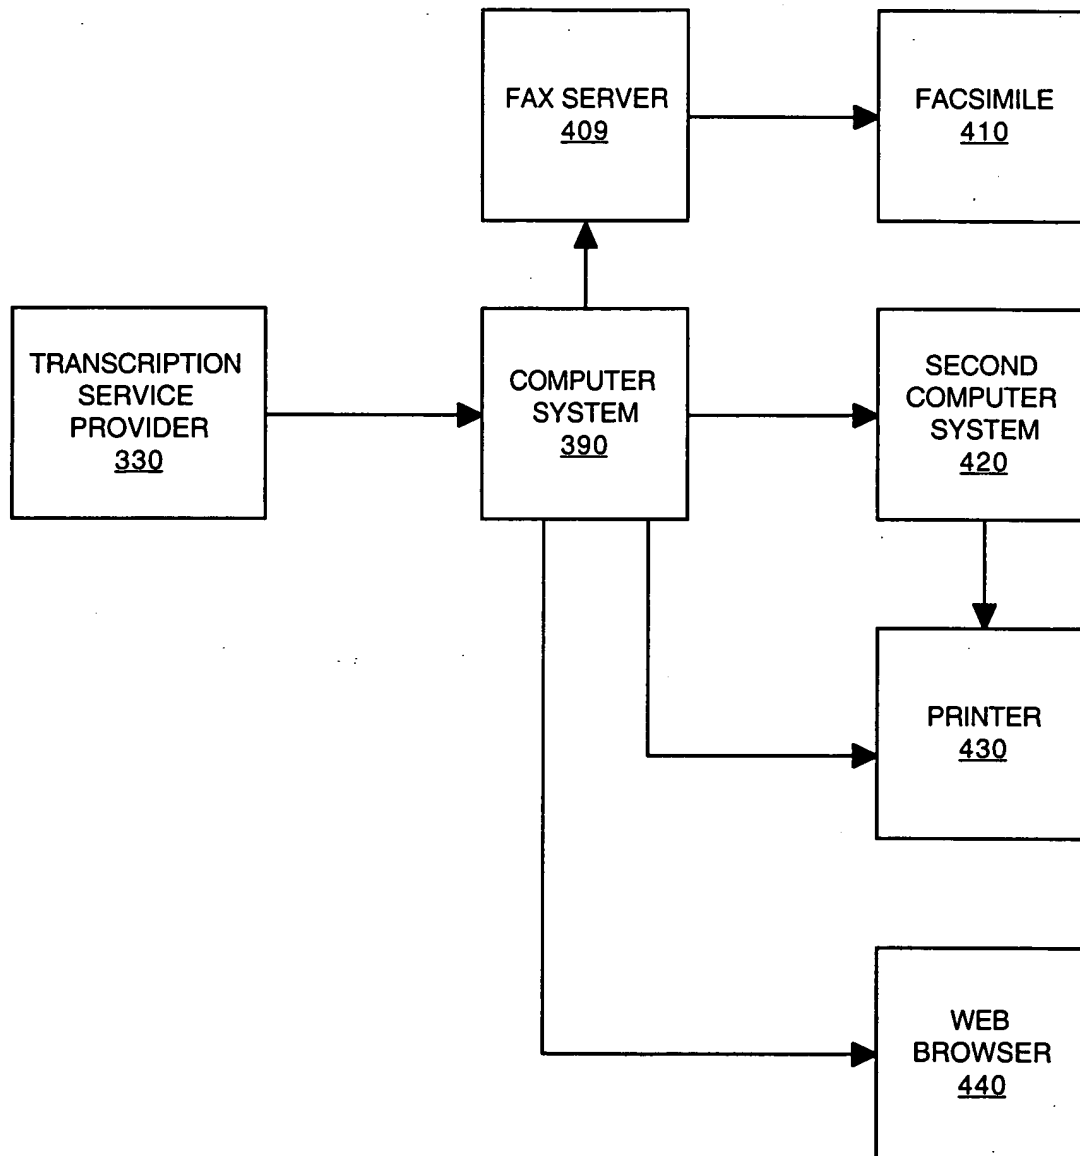 FAX SERVER
409
FACSIMILE
410
TRANSCRIPTION
SERVICE
PROVIDER
330
COMPUTER
SYSTEM
390
SECOND
COMPUTER
SYSTEM
420
PRINTER
430
WEB
BROWSER
440